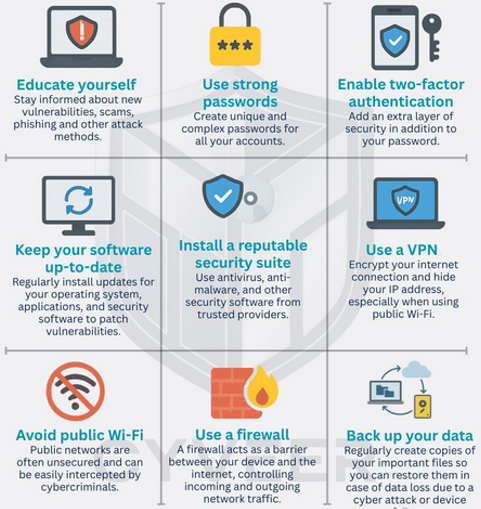 Educate yourself
Stay informed about new
vulnerabilities, scams,
phishing and other attack
methods.
***
Use strong
passwords
Create unique and
complex passwords for
all your accounts.
Enable two-factor
authentication
Add an extra layer of
security in addition to
your password.
Keep your software
up-to-date
Regularly install updates for
your operating system,
applications, and security
software to patch
vulnerabilities.
Install a reputable
security suite
Use antivirus, anti-
malware, and other
security software from
trusted providers.
VPN
Use a VPN
Encrypt your internet
connection and hide
your IP address,
especially when using
public Wi-Fi.
Avoid public Wi-Fi
Public networks are
often unsecured and can
be easily intercepted by
cybercriminals.
Use a firewall
A firewall acts as a barrier
between your device and the
internet, controlling
incoming and outgoing
network traffic.
Back up your data
Regularly create copies of
your important files so
you can restore them in
case of data loss due to a
cyber attack or device